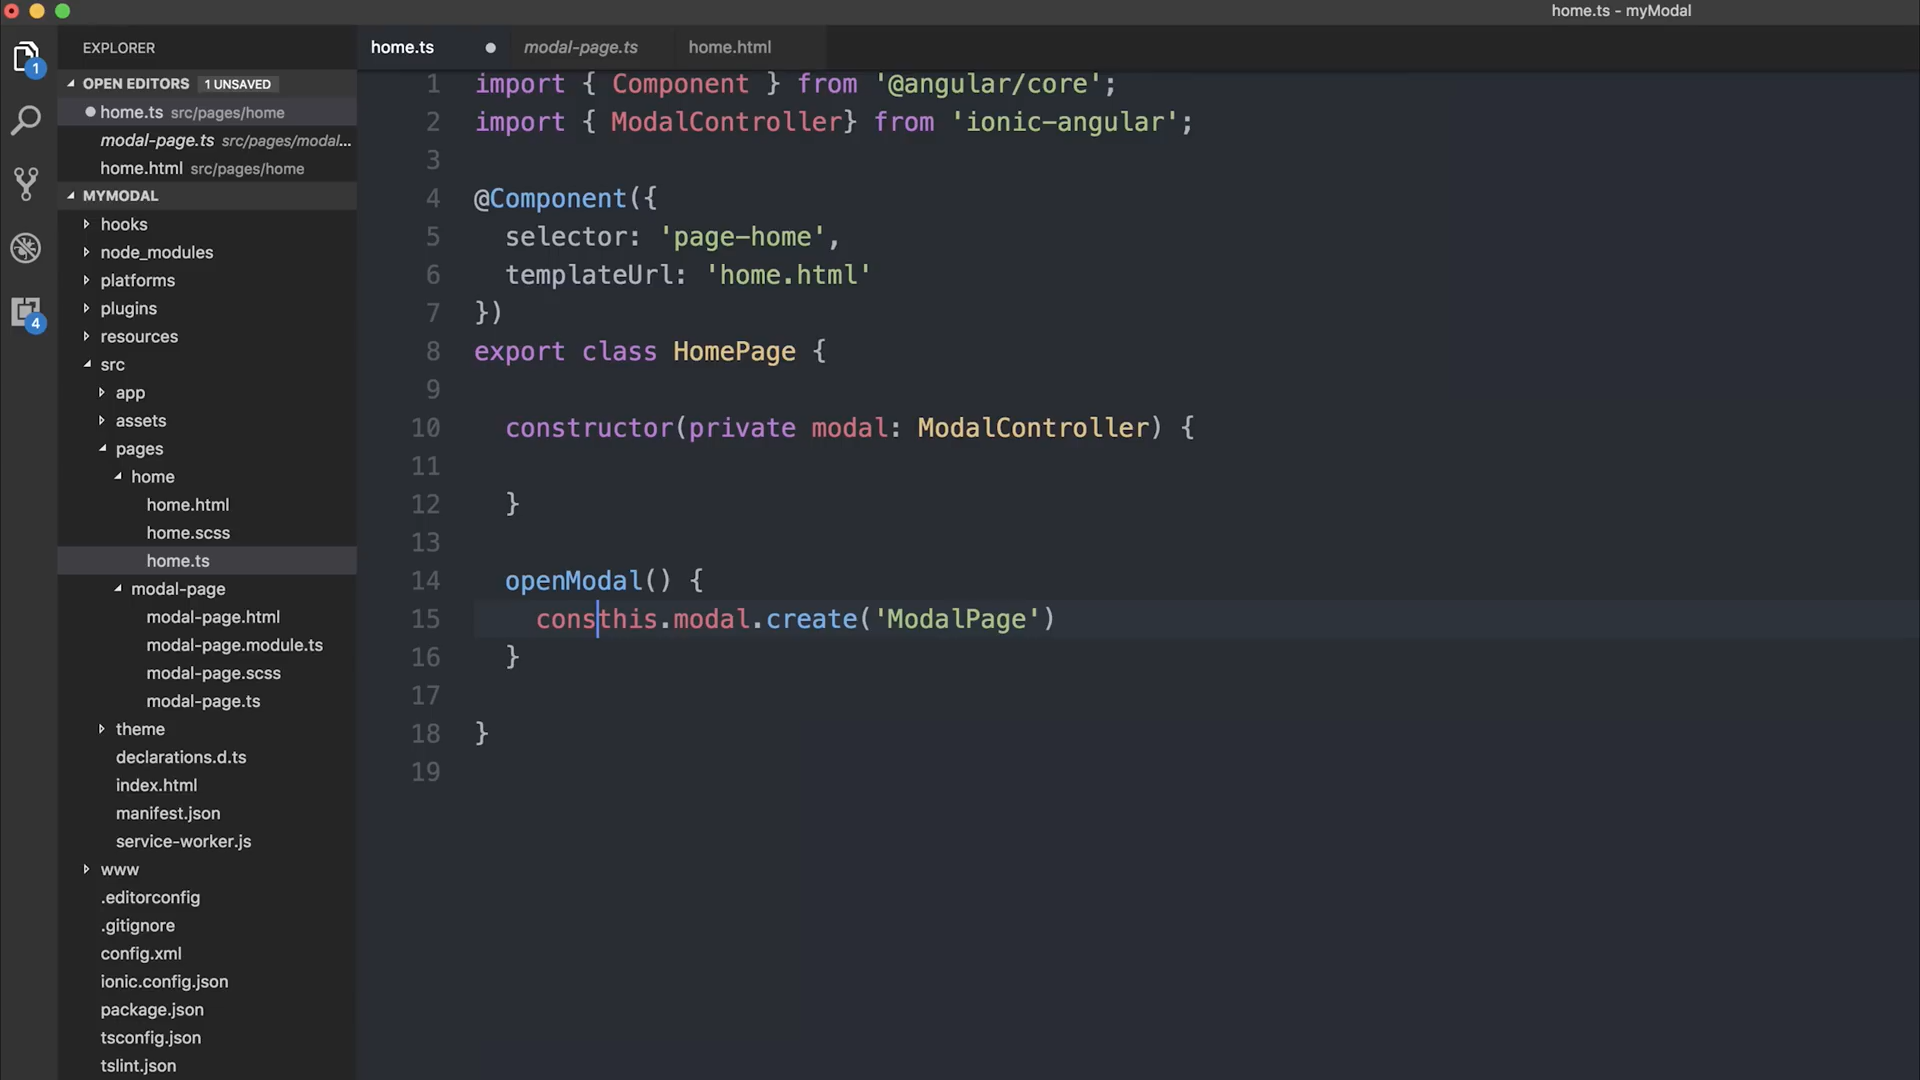 home.ts - myModal
EXPLORER
OPEN EDITORS 1 UNSAVED
home.ts src/pages/home
modal-page.ts src/pages/modal...
home.html src/pages/home
MYMODAL
hooks
node_modules
platforms
plugins
resources
src
app
assets
pages
home
home.html
home.scss
home.ts
modal-page
modal-page.html
modal-page.module.ts
modal-page.scss
modal-page.ts
theme
declarations.d.ts
index.html
manifest.json
service-worker.js
www
.editorconfig
.gitignore
config.xml
ionic.config.json
package.json
tsconfig.json
tslint.json
1
4
home.ts modal-page.ts home.html
1 import { Component } from '@angular/core';
2 import { ModalController} from 'ionic-angular';
3
4 @Component({
5 selector: 'page-home',
6 templateUrl: 'home.html'
7 })
8 export class HomePage {
9
10 constructor(private modal: ModalController) {
11
12 }
13
14 openModal() {
15 consthis.modal.create('ModalPage')
16 }
17
18 }
19